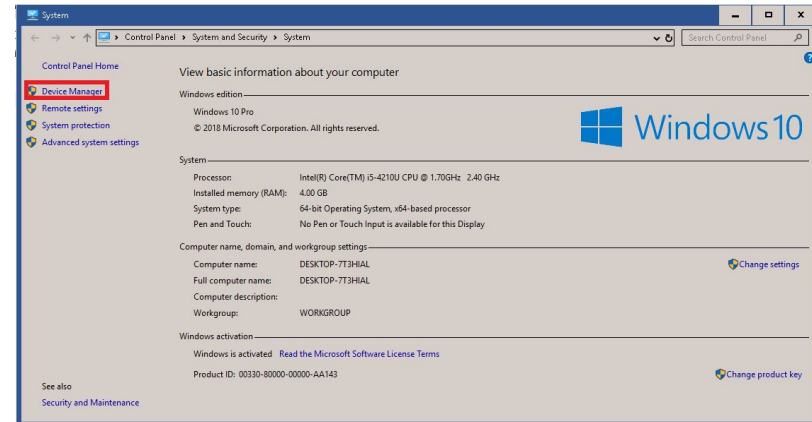 System
Control Panel › System and Security › System
Search Control Panel
Control Panel Home
Device Manager
Remote settings
System protection
Advanced system settings
View basic information about your computer
Windows edition
Windows 10 Pro
© 2018 Microsoft Corporation. All rights reserved.
Windows 10
System
Processor: Intel(R) Core(TM) i5-4210U CPU @ 1.70GHz 2.40 GHz
Installed memory (RAM): 4.00 GB
System type: 64-bit Operating System, x64-based processor
Pen and Touch: No Pen or Touch Input is available for this Display
Computer name, domain, and workgroup settings
Computer name: DESKTOP-7T3HIAL
Change settings
Full computer name: DESKTOP-7T3HIAL
Computer description:
Workgroup: WORKGROUP
Windows activation
Windows is activated Read the Microsoft Software License Terms
Product ID: 00330-80000-00000-AA143
Change product key
See also
Security and Maintenance